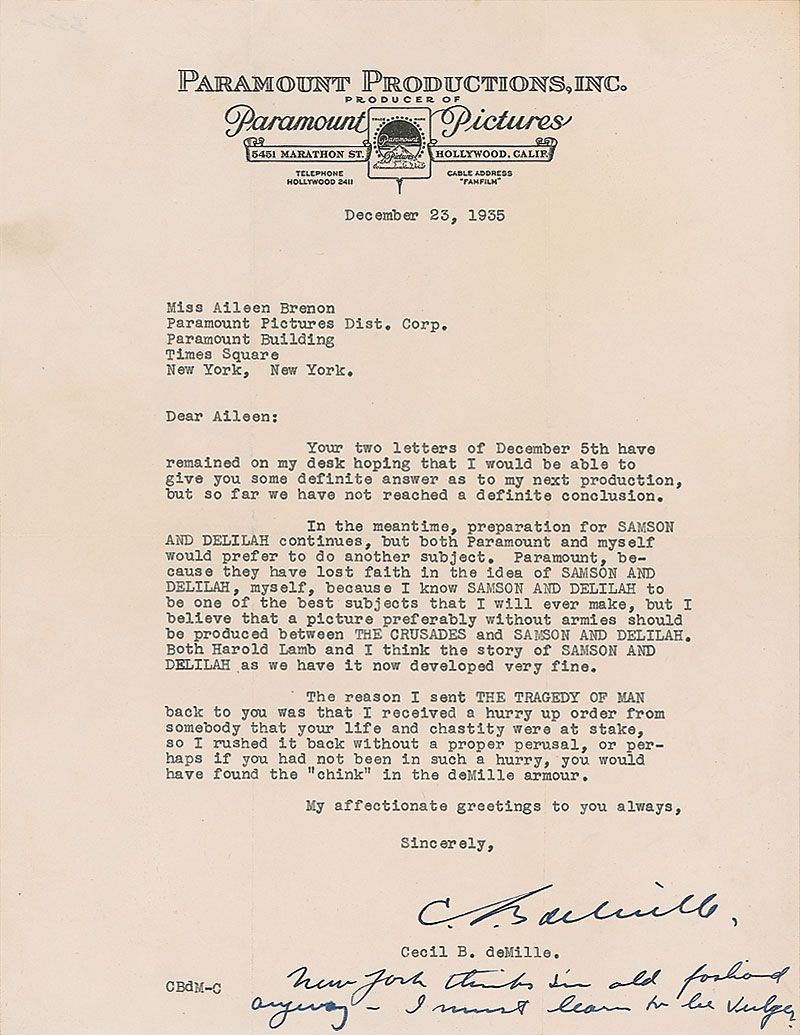 PARAMOUNT PRODUCTIONS, INC.
PRODUCER OF
Paramount Pictures
5451 MARATHON ST. HOLLYWOOD, CALIF.
Paramount
Pictures
TELEPHONE
HOLLYWOOD 2411
CABLE ADDRESS
"FAMFILM"
December 23, 1935
Miss Aileen Brenon
Paramount Pictures Dist. Corp.
Paramount Building
Times Square
New York, New York.
Dear Aileen:
Your two letters of December 5th have
remained on my desk hoping that I would be able to
give you some definite answer as to my next production,
but so far we have not reached a definite conclusion.
In the meantime, preparation for SAMSON
AND DELILAH continues, but both Paramount and myself
would prefer to do another subject. Paramount, be-
cause they have lost faith in the idea of SAMSON AND
DELILAH, myself, because I know SAMSON AND DELILAH to
be one of the best subjects that I will ever make, but I
believe that a picture preferably without armies should
be produced between THE CRUSADES and SAMSON AND DELILAH.
Both Harold Lamb and I think the story of SAMSON AND
DELILAH as we have it now developed very fine.
The reason I sent THE TRAGEDY OF MAN
back to you was that I received a hurry up order from
somebody that your life and chastity were at stake,
so I rushed it back without a proper perusal, or per-
haps if you had not been in such a hurry, you would
have found the "chink" in the deMille armour.
My affectionate greetings to you always,
Sincerely,
C. B. deMille.
Cecil B. deMille.
CBdM-C
New York thinks I'm old fashiond
anyway – I must learn to be vulger